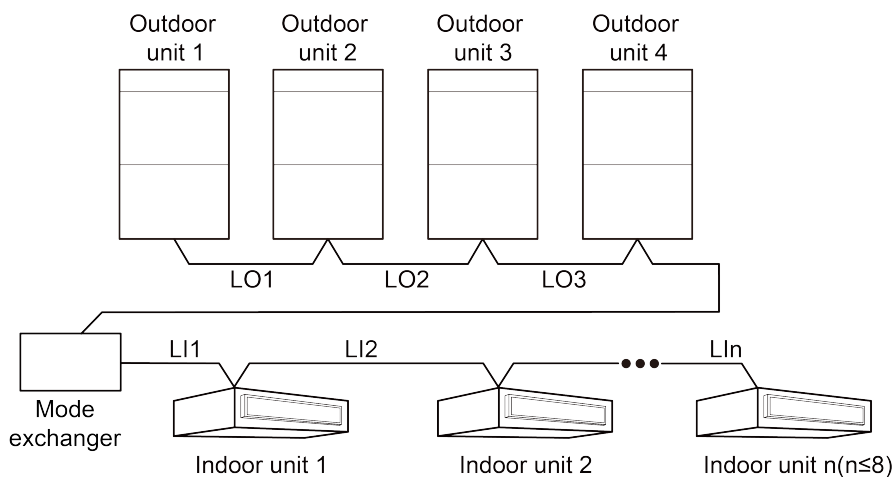 Outdoor
unit 1
Outdoor
unit 2
Outdoor
unit 3
Outdoor
unit 4
LO1
LO2
LO3
LI1
LI2
LIn
Mode
exchanger
Indoor unit 1
Indoor unit 2
Indoor unit n(n≤8)